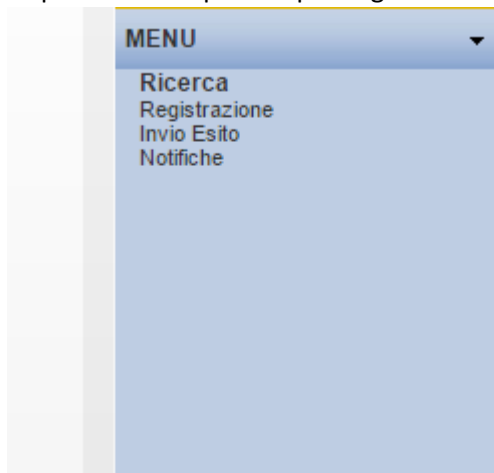 MENU
Ricerca
Registrazione
Invio Esito
Notifiche